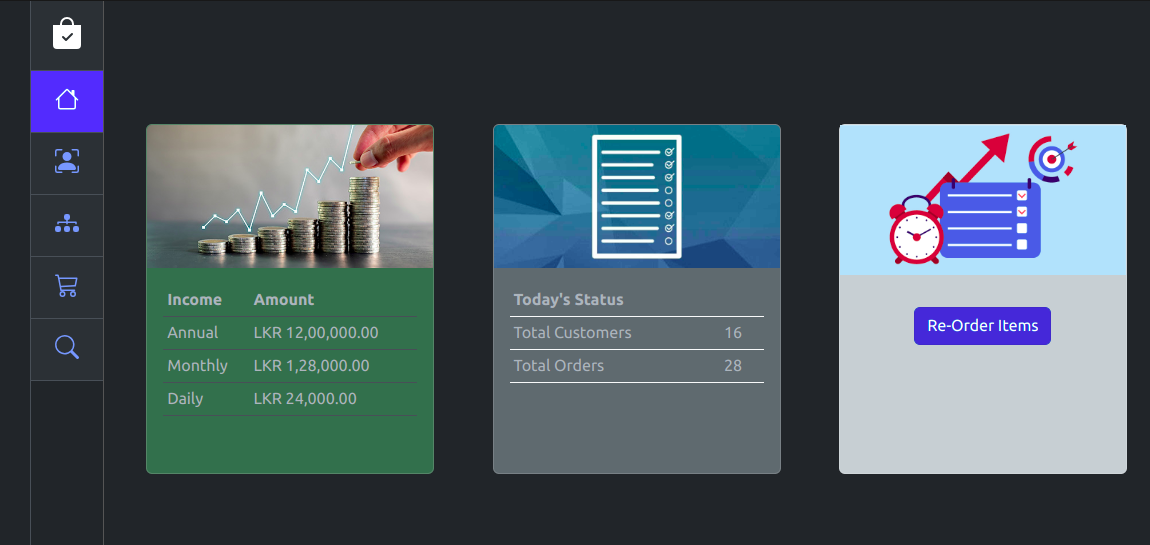 Income Amount
Annual LKR 12,00,000.00
Monthly LKR 1,28,000.00
Daily LKR 24,000.00
Today's Status
Total Customers 16
Total Orders 28
Re-Order Items